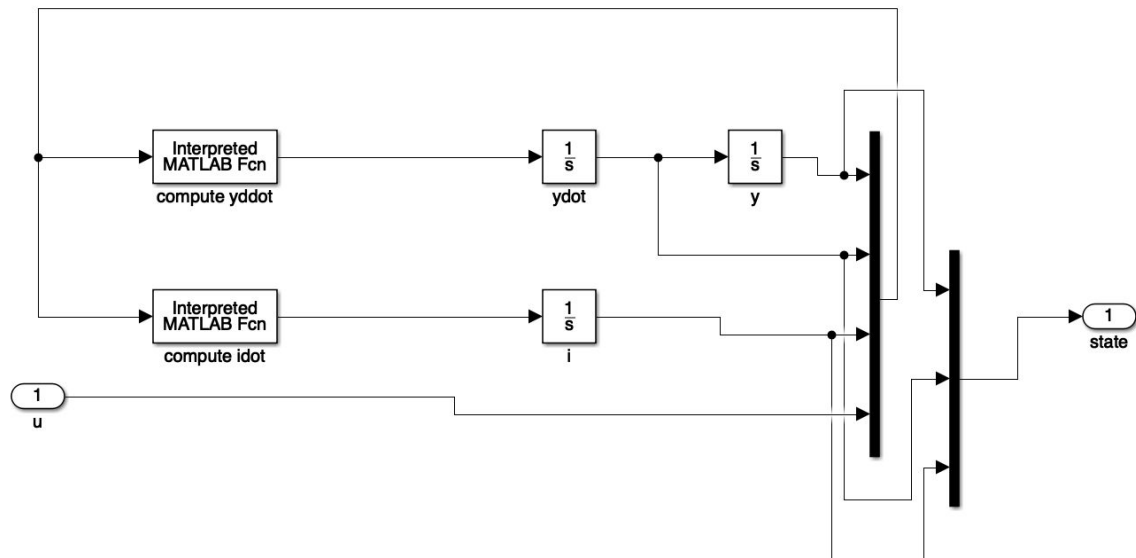 Interpreted
MATLAB Fcn
compute yddot
1
s
ydot
1
s
y
Interpreted
MATLAB Fcn
compute idot
1
s
i
1
state
1
u